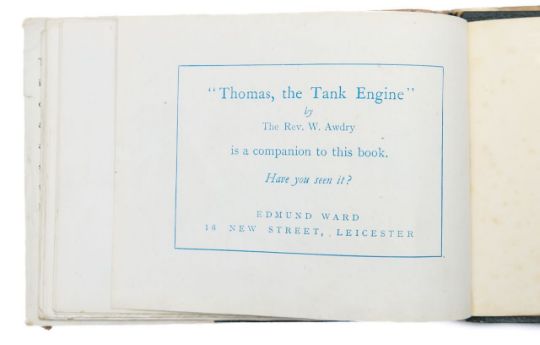 "Thomas, the Tank Engine"
by
The Rev. W. Awdry
is a companion to this book.
Have you seen it?
EDMUND WARD
16 NEW STREET, LEICESTER